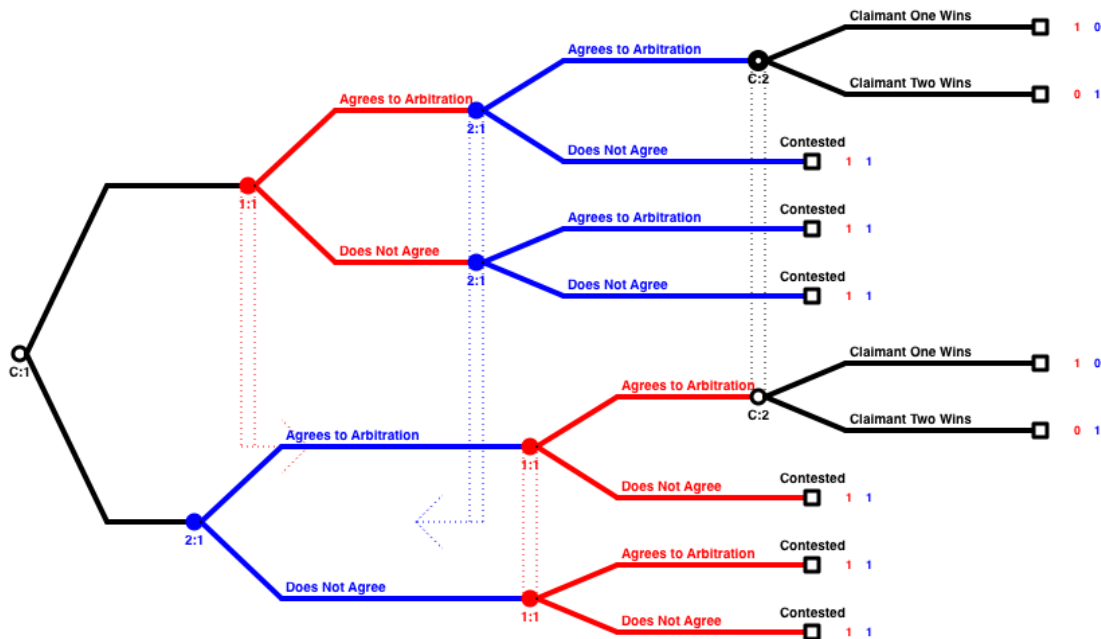 Claimant One Wins
1 0
Agrees to Arbitration
C:2
Claimant Two Wins
0 1
Agrees to Arbitration
2:1
Contested
Does Not Agree
1 1
1:1
Contested
Agrees to Arbitration
1 1
Does Not Agree
2:1
Contested
Does Not Agree
1 1
C:1
Claimant One Wins
1 0
Agrees to Arbitration
C:2
Claimant Two Wins
0 1
Agrees to Arbitration
1:1
Contested
Does Not Agree
1 1
2:1
Contested
Agrees to Arbitration
1 1
Does Not Agree
1:1
Contested
Does Not Agree
1 1